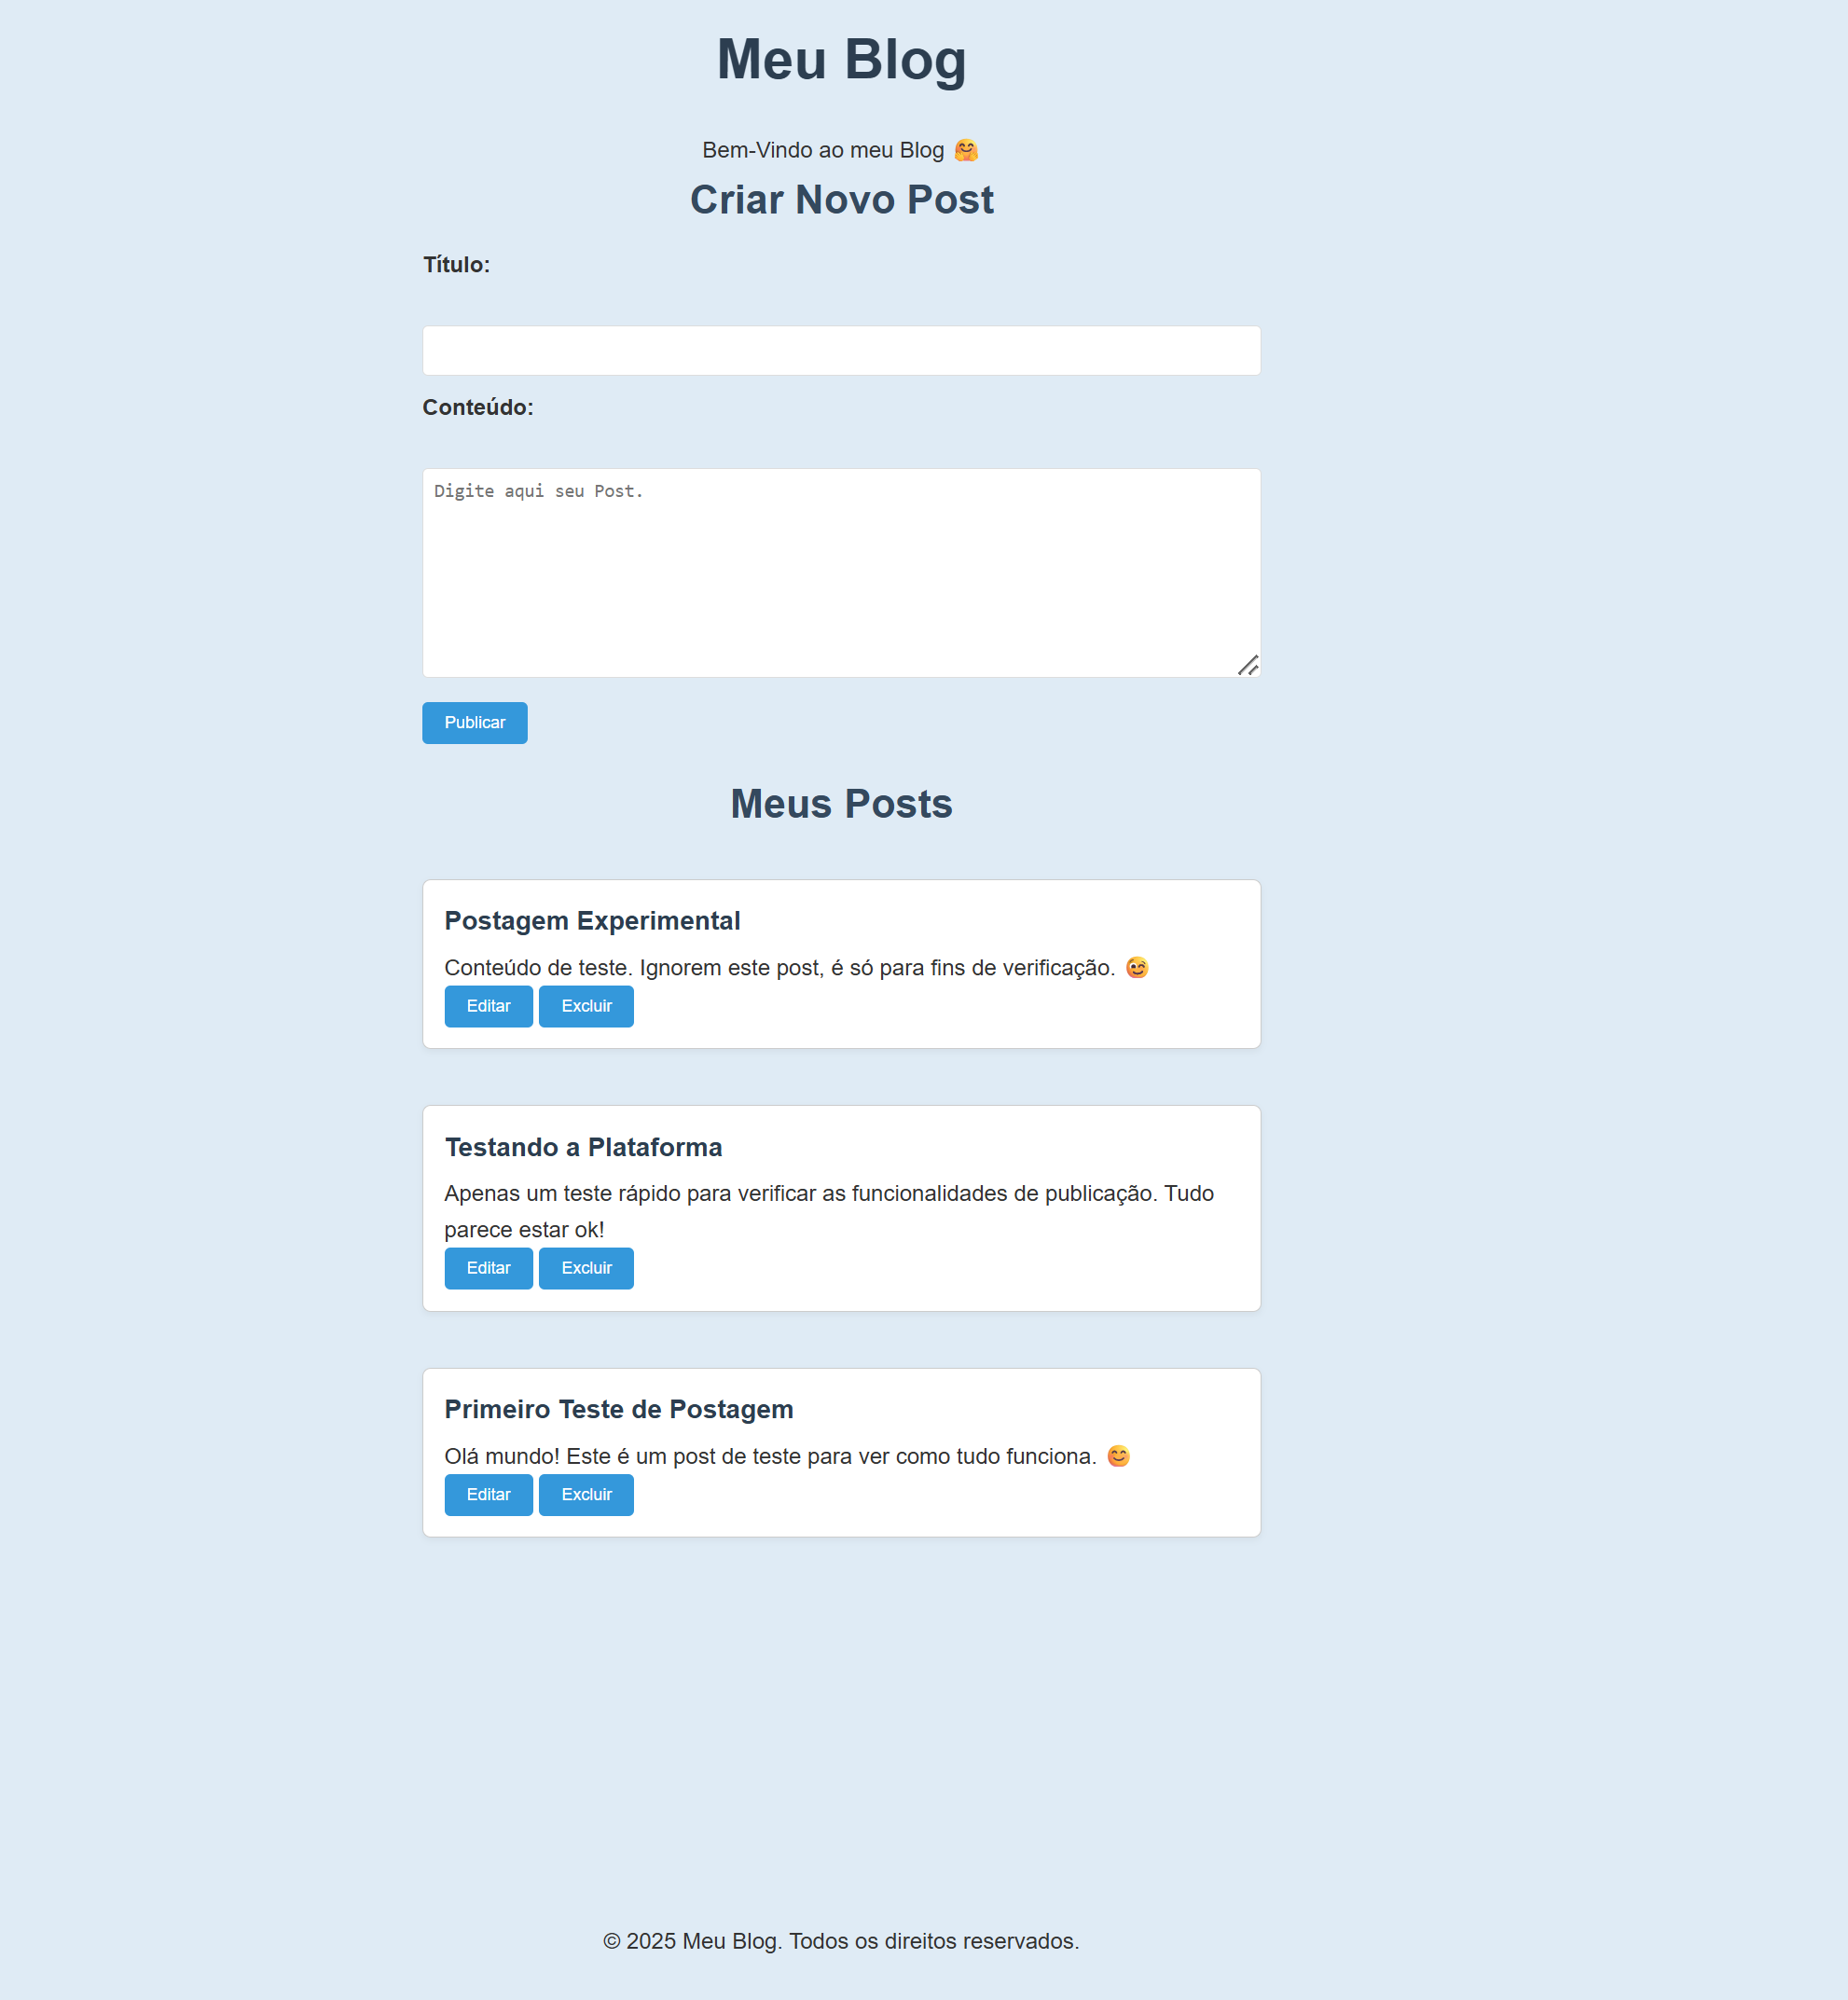 Meu Blog
Bem-Vindo ao meu Blog 🤗
Criar Novo Post
Título:
Conteúdo:
Digite aqui seu Post.
Publicar
Meus Posts
Postagem Experimental
Conteúdo de teste. Ignorem este post, é só para fins de verificação. 😉
Editar Excluir
Testando a Plataforma
Apenas um teste rápido para verificar as funcionalidades de publicação. Tudo
parece estar ok!
Editar Excluir
Primeiro Teste de Postagem
Olá mundo! Este é um post de teste para ver como tudo funciona. 😊
Editar Excluir
© 2025 Meu Blog. Todos os direitos reservados.